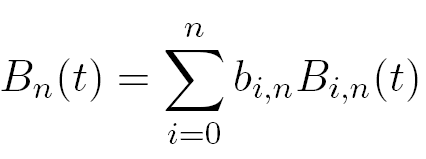 $B_n(t) = \sum_{i=0}^{n} b_{i,n} B_{i,n}(t)$